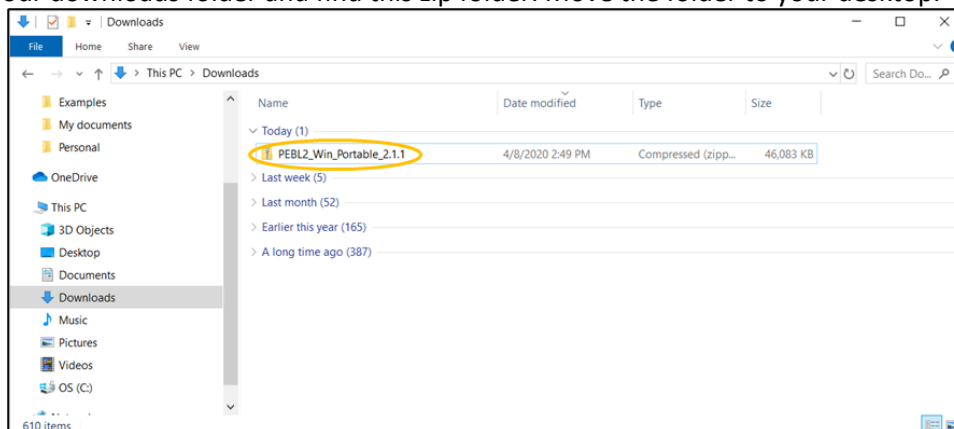 our downloads folder and find this zip folder. Move the folder to your desktop.
Downloads
File Home Share View
This PC > Downloads
Search Do...
Examples
My documents
Personal
OneDrive
This PC
3D Objects
Desktop
Documents
Downloads
Music
Pictures
Videos
OS (C:)
Name Date modified Type Size
Today (1)
PEBL2_Win_Portable_2.1.1 4/8/2020 2:49 PM Compressed (zipp... 46,083 KB
Last week (5)
Last month (52)
Earlier this year (165)
A long time ago (387)
610 items